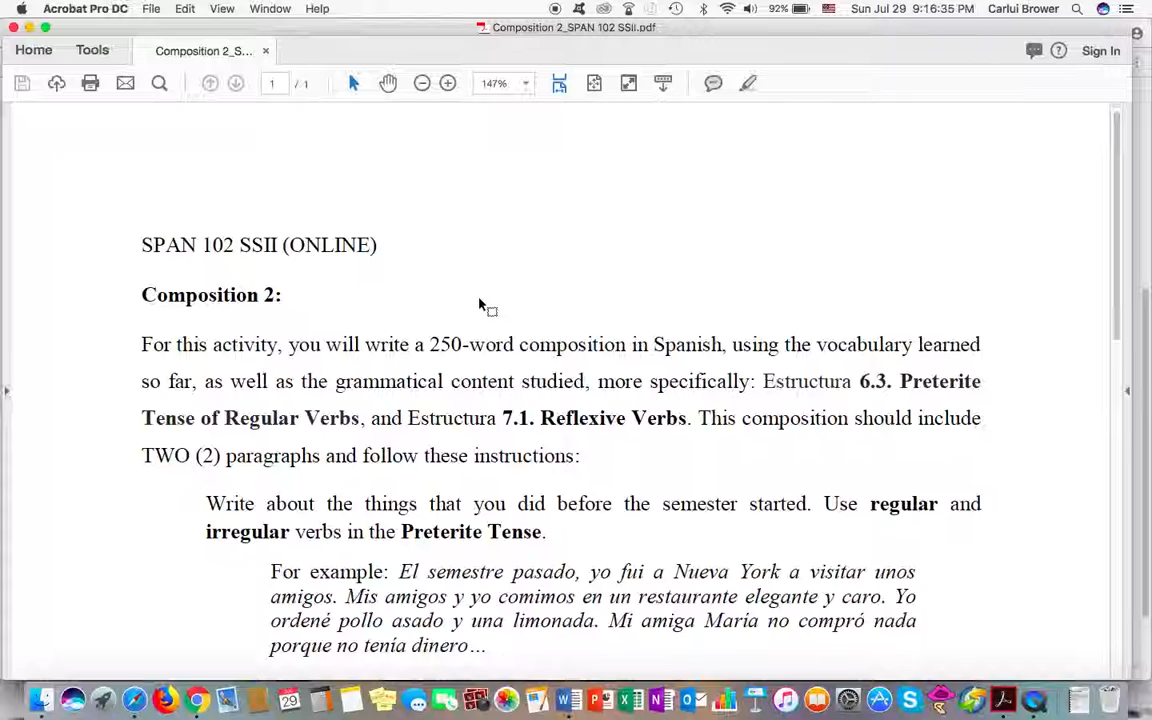 Acrobat Pro DC File Edit View Window Help 92% Sun Jul 29 9:16:35 PM Carlui Brower
Composition 2_SPAN 102 SSII.pdf
Home Tools Composition 2_S... × Sign In
1 / 1 147%
SPAN 102 SSII (ONLINE)
Composition 2:
For this activity, you will write a 250-word composition in Spanish, using the vocabulary learned
so far, as well as the grammatical content studied, more specifically: Estructura 6.3. Preterite
Tense of Regular Verbs, and Estructura 7.1. Reflexive Verbs. This composition should include
TWO (2) paragraphs and follow these instructions:
Write about the things that you did before the semester started. Use regular and
irregular verbs in the Preterite Tense.
For example: El semestre pasado, yo fui a Nueva York a visitar unos
amigos. Mis amigos y yo comimos en un restaurante elegante y caro. Yo
ordené pollo asado y una limonada. Mi amiga María no compró nada
porque no tenía dinero…